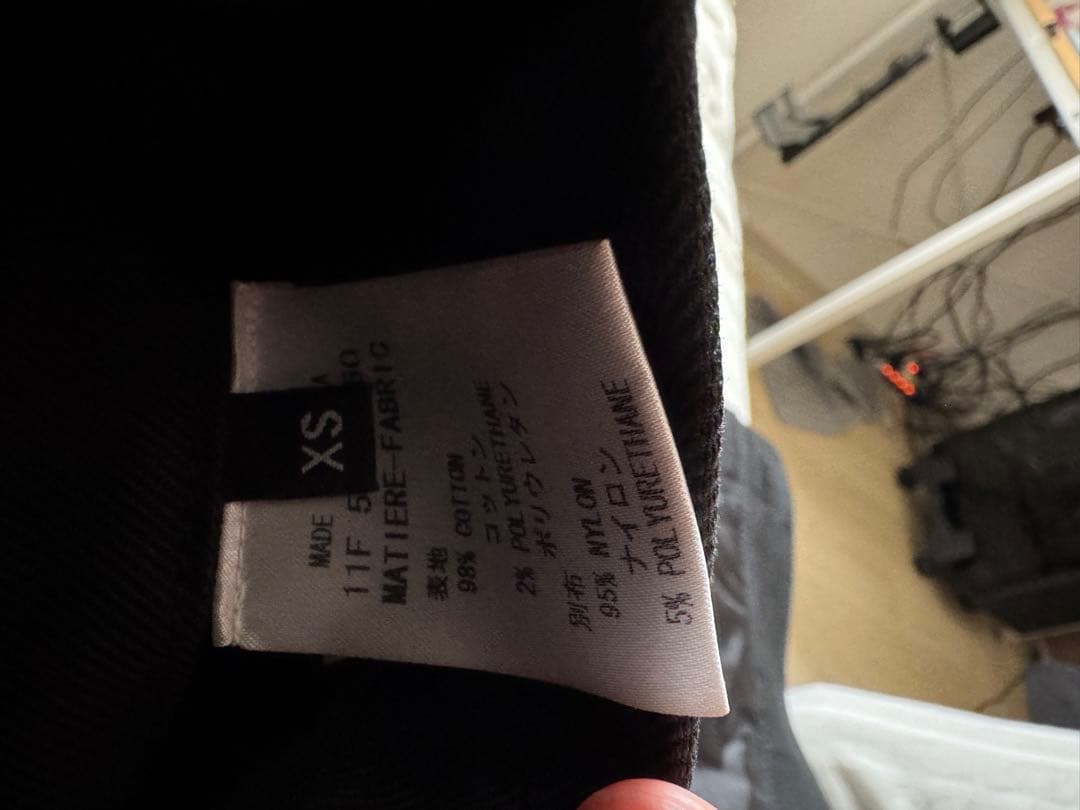 XS
MADE
11F 5
MATIERE-FABRIC
表地
98% COTTON
コットン
2% POLYURETHANE
ポリウレタン
別布
95% NYLON
ナイロン
5% POLYURETHANE